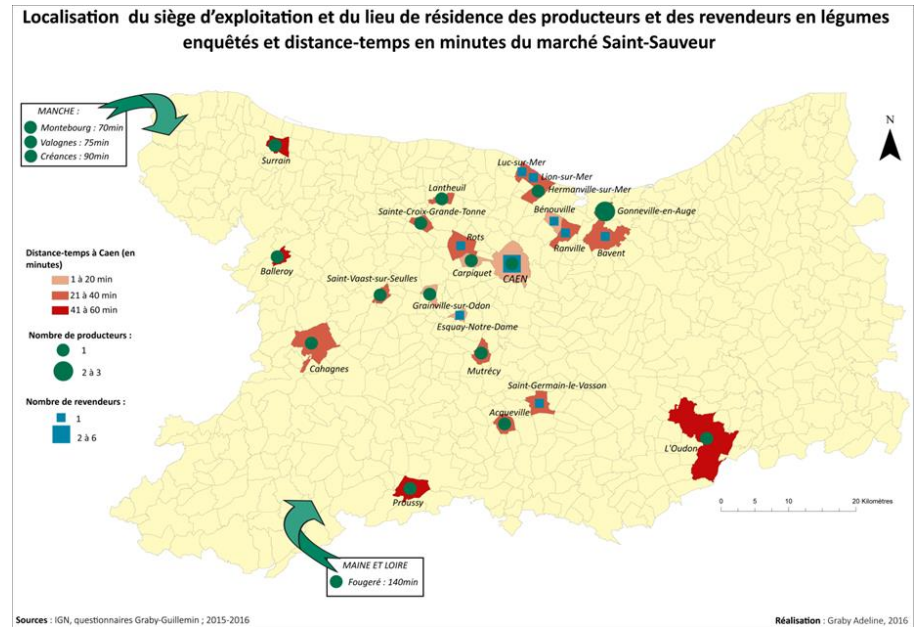 Localisation du siège d'exploitation et du lieu de résidence des producteurs et des revendeurs en légumes
enquêtés et distance-temps en minutes du marché Saint-Sauveur
MANCHE :
Montebourg : 70min
Valognes : 75min
Créances : 90min
N
Surrain
Luc-sur-Mer
Lion-sur-Mer
Hermanville-sur-Mer
Lantheuil
Sainte-Croix-Grande-Tonne
Bénouville
Gonneville-en-Auge
Rots
Ranville
Bavent
Balleroy
Carpiquet
CAEN
Saint-Vaast-sur-Seulles
Grainville-sur-Odon
Esquay-Notre-Dame
Cahagnes
Mutrécy
Saint-Germain-le-Vasson
Acqueville
L'Oudon
Proussy
Distance-temps à Caen (en
minutes)
1 à 20 min
21 à 40 min
41 à 60 min
Nombre de producteurs :
1
2 à 3
Nombre de revendeurs :
1
2 à 6
0 5 10 20 Kilomètres
MAINE ET LOIRE
Fougeré : 140min
Sources : IGN, questionnaires Graby-Guillemin ; 2015-2016
Réalisation : Graby Adeline, 2016